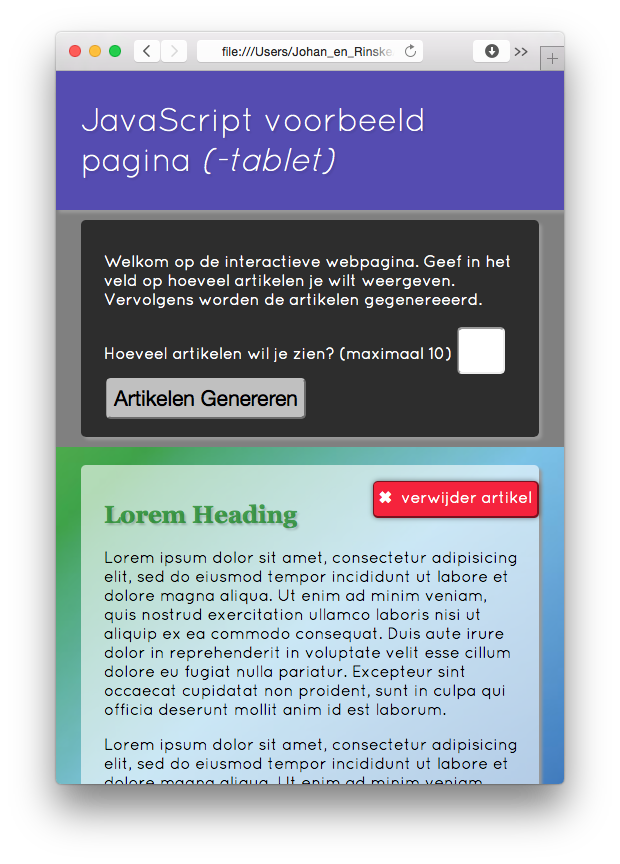 file:///Users/Johan_en_Rinske
JavaScript voorbeeld
pagina (-tablet)
Welkom op de interactieve webpagina. Geef in het
veld op hoeveel artikelen je wilt weergeven.
Vervolgens worden de artikelen gegenereeerd.
Hoeveel artikelen wil je zien? (maximaal 10)
Artikelen Genereren
✖ verwijder artikel
Lorem Heading
Lorem ipsum dolor sit amet, consectetur adipisicing
elit, sed do eiusmod tempor incididunt ut labore et
dolore magna aliqua. Ut enim ad minim veniam,
quis nostrud exercitation ullamco laboris nisi ut
aliquip ex ea commodo consequat. Duis aute irure
dolor in reprehenderit in voluptate velit esse cillum
dolore eu fugiat nulla pariatur. Excepteur sint
occaecat cupidatat non proident, sunt in culpa qui
officia deserunt mollit anim id est laborum.
Lorem ipsum dolor sit amet, consectetur adipisicing
elit, sed do eiusmod tempor incididunt ut labore et
dolore magna aliqua. Ut enim ad minim veniam